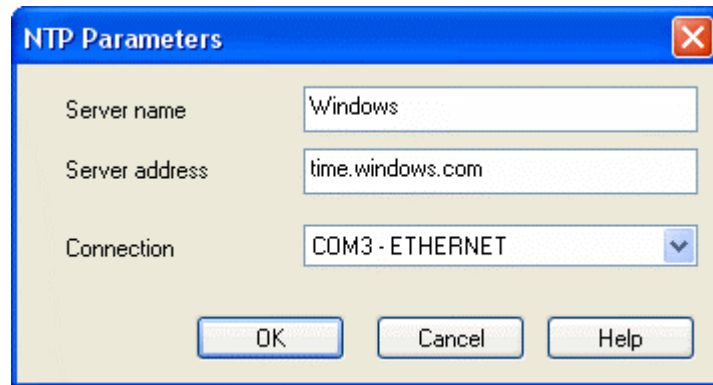 NTP Parameters
Server name Windows
Server address time.windows.com
Connection COM3 - ETHERNET
OK Cancel Help